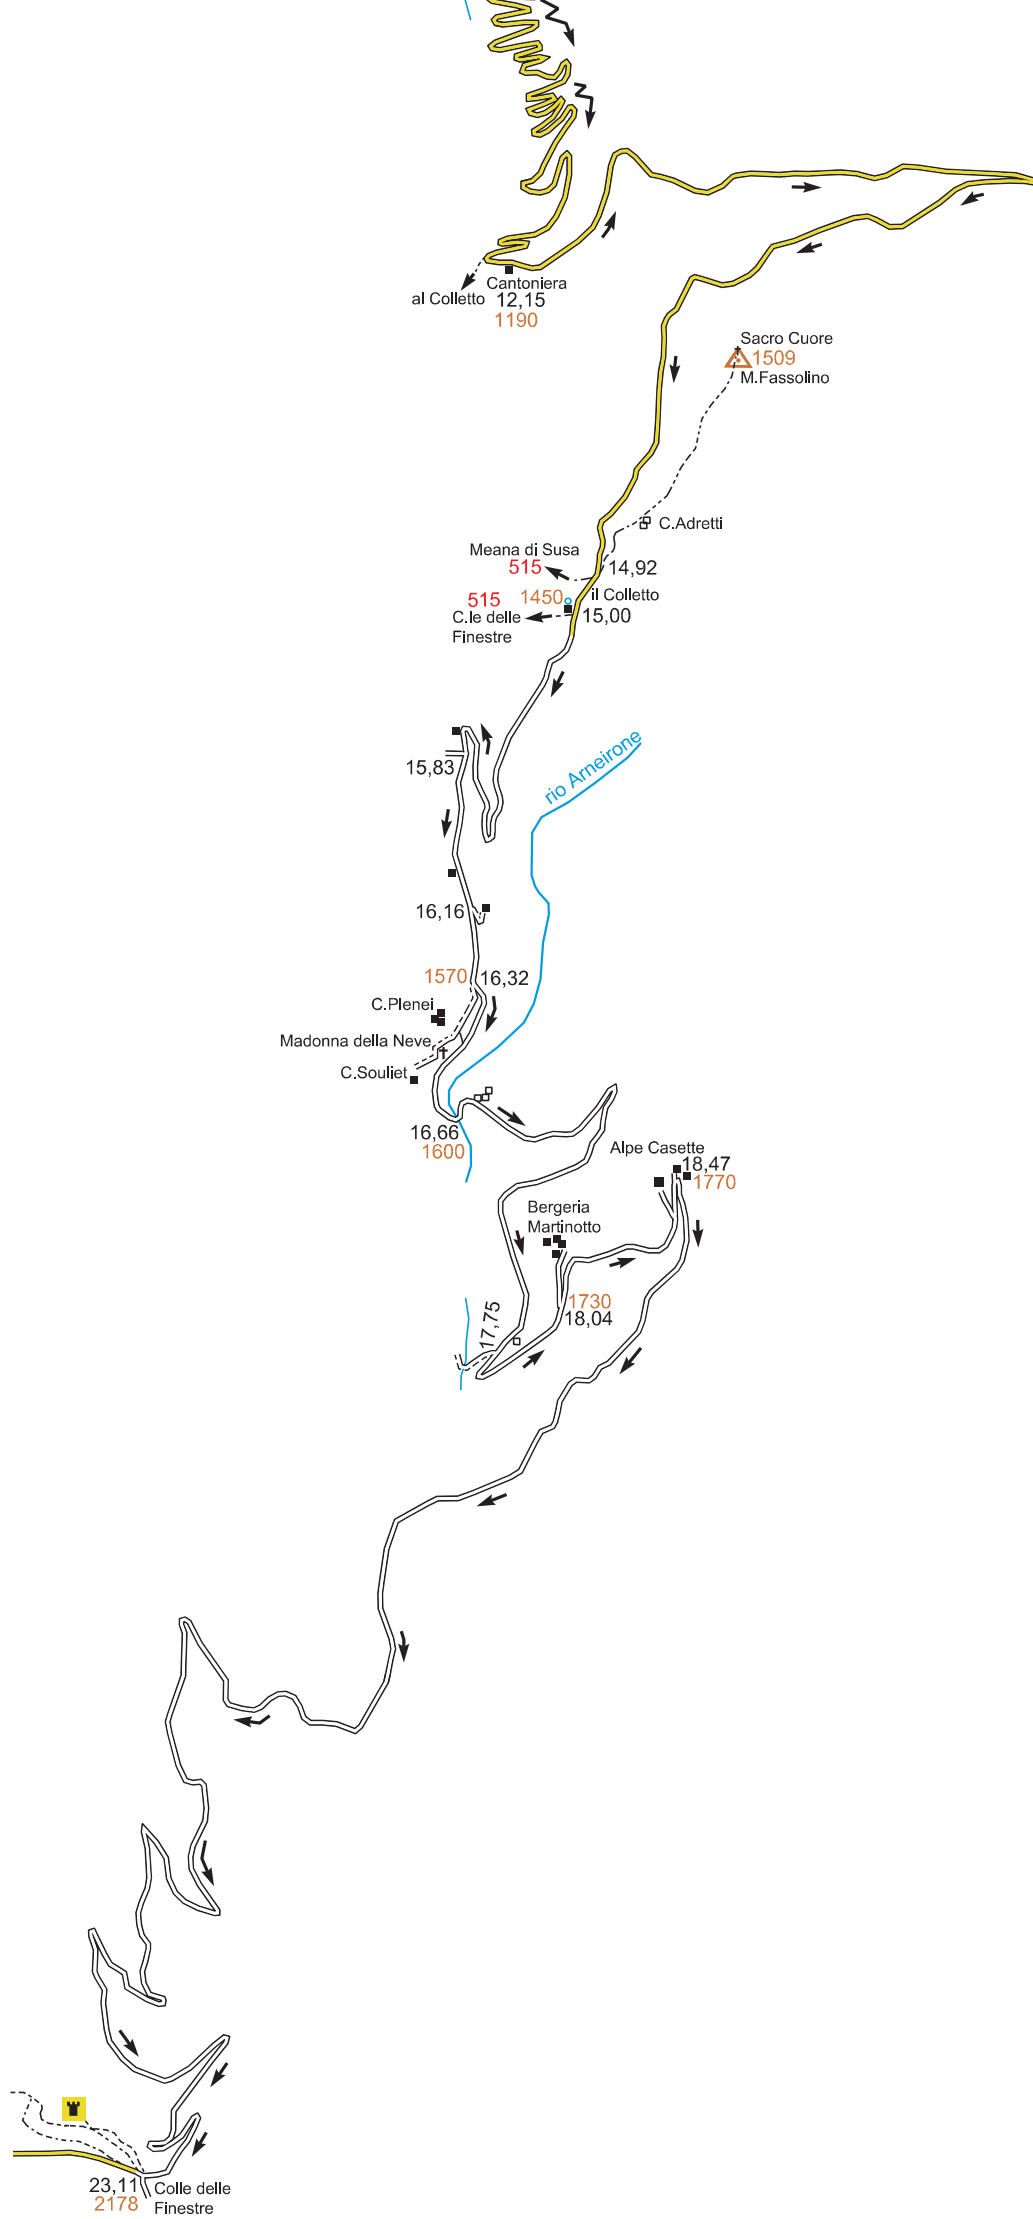 Cantoniera
al Colletto
12,15
1190
Sacro Cuore
1509
M.Fassolino
C.Adretti
Meana di Susa
515
14,92
515
1450
il Colletto
C.le delle
Finestre
15,00
rio Arneirone
15,83
16,16
1570
16,32
C.Plenei
Madonna della Neve
C.Souliet
16,66
1600
Alpe Casette
18,47
1770
Bergeria
Martinotto
1730
18,04
17,75
23,11
2178
Colle delle
Finestre